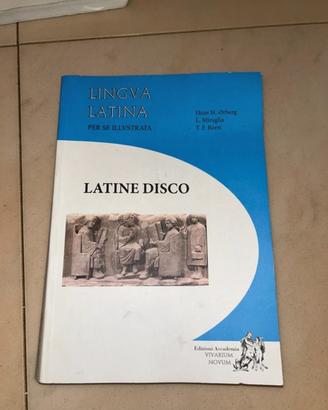 LINGVA
LATINA
PER SE ILLVSTRATA
Hans H. Ørberg
L. Miraglia
T. F. Borri
LATINE DISCO
Edizioni Accademia
VIVARIUM
NOVUM